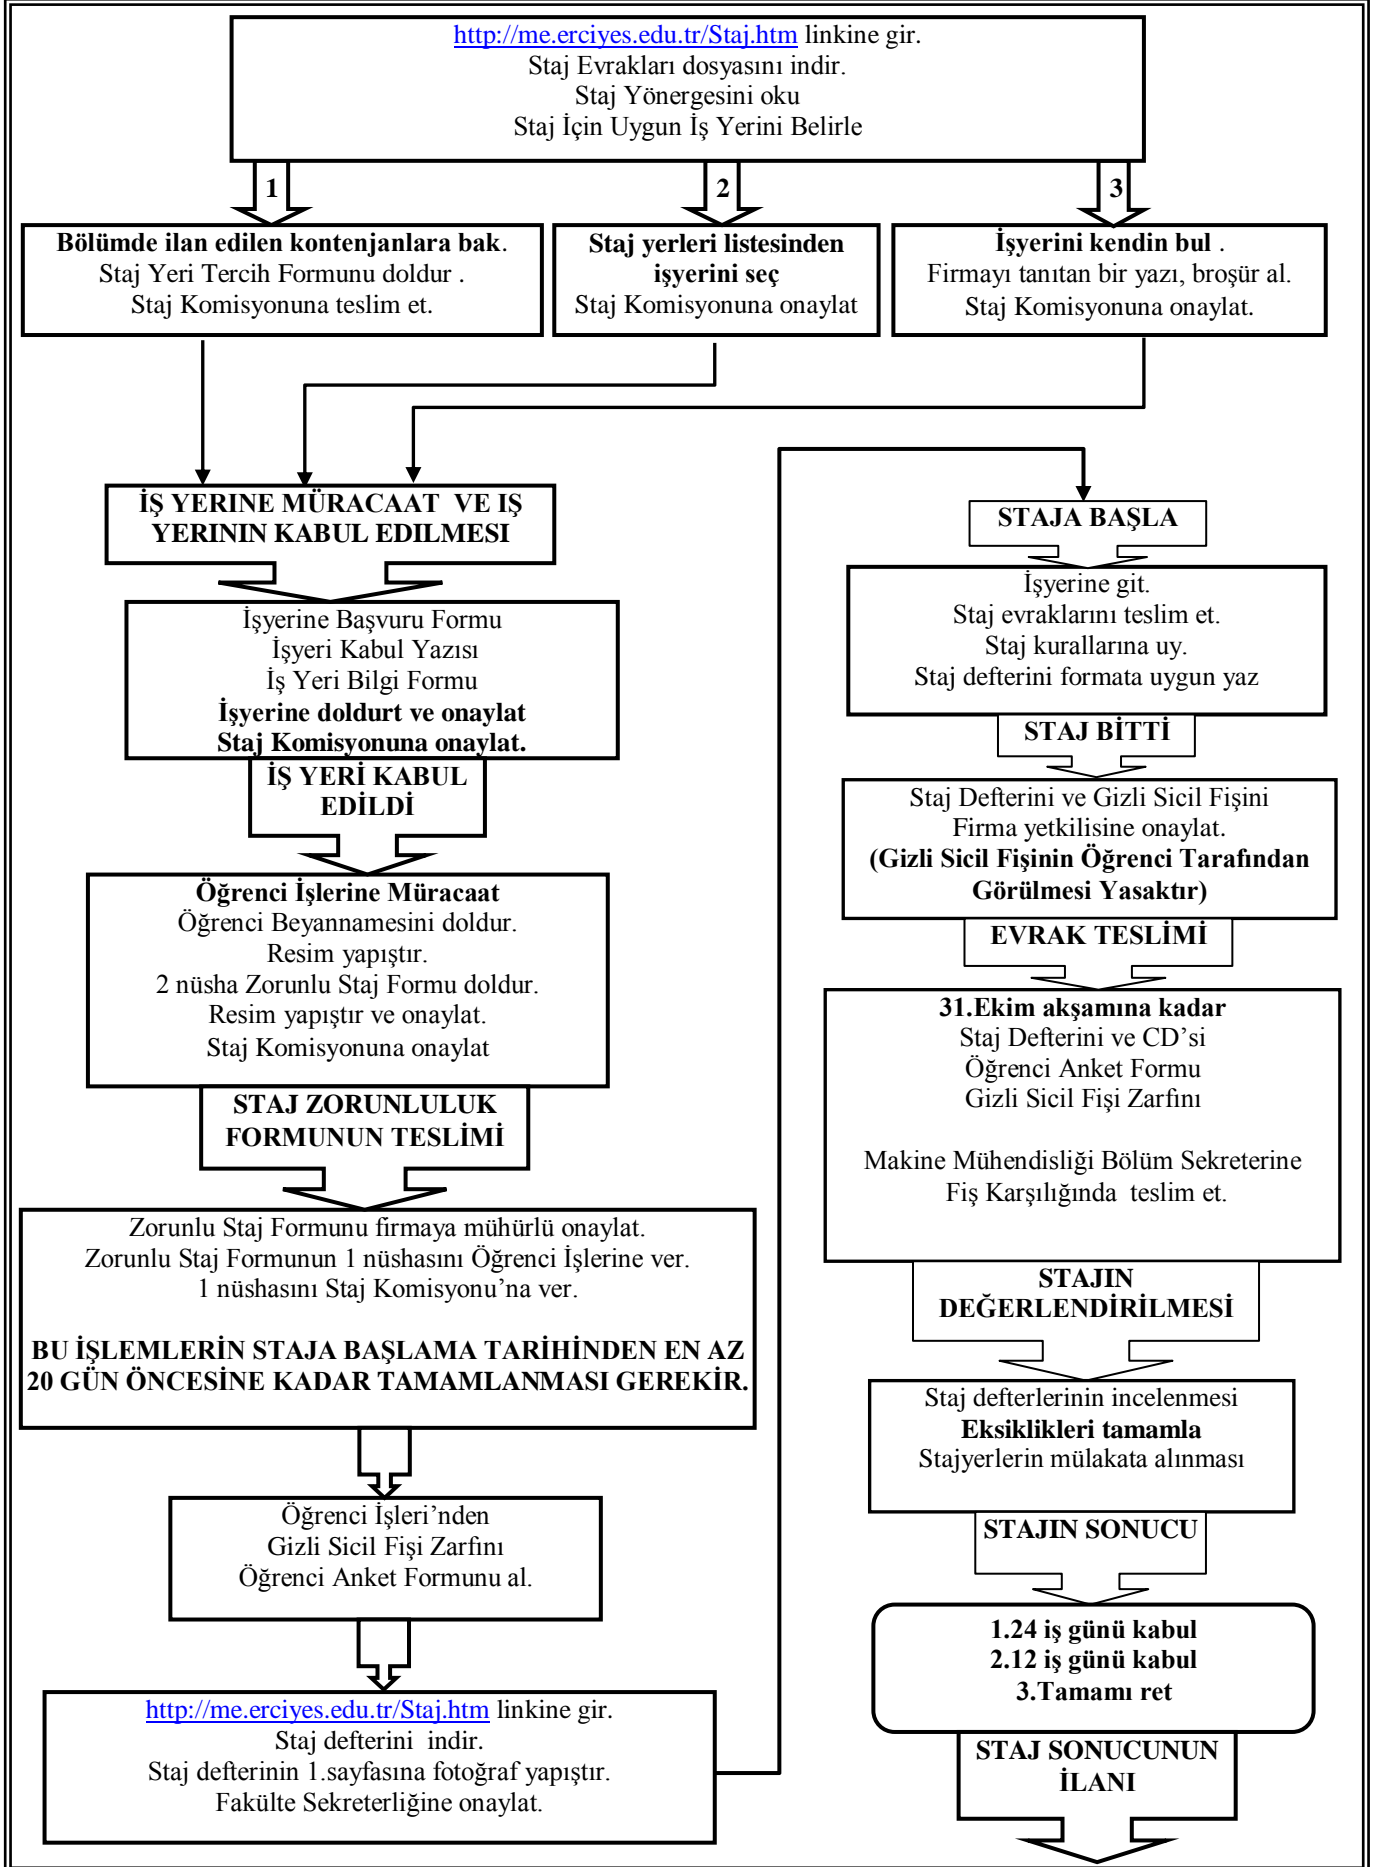 http://me.erciyes.edu.tr/Staj.htm linkine gir.
Staj Evrakları dosyasını indir.
Staj Yönergesini oku
Staj İçin Uygun İş Yerini Belirle
1
2
3
Bölümde ilan edilen kontenjanlara bak.
Staj Yeri Tercih Formunu doldur .
Staj Komisyonuna teslim et.
Staj yerleri listesinden
işyerini seç
Staj Komisyonuna onaylat
İşyerini kendin bul .
Firmayı tanıtan bir yazı, broşür al.
Staj Komisyonuna onaylat.
İŞ YERINE MÜRACAAT VE IŞ
YERININ KABUL EDILMESI
İşyerine Başvuru Formu
İşyeri Kabul Yazısı
İş Yeri Bilgi Formu
İşyerine doldurt ve onaylat
Staj Komisyonuna onaylat.
İŞ YERİ KABUL
EDİLDİ
Öğrenci İşlerine Müracaat
Öğrenci Beyannamesini doldur.
Resim yapıştır.
2 nüsha Zorunlu Staj Formu doldur.
Resim yapıştır ve onaylat.
Staj Komisyonuna onaylat
STAJ ZORUNLULUK
FORMUNUN TESLİMİ
Zorunlu Staj Formunu firmaya mühürlü onaylat.
Zorunlu Staj Formunun 1 nüshasını Öğrenci İşlerine ver.
1 nüshasını Staj Komisyonu’na ver.
BU İŞLEMLERİN STAJA BAŞLAMA TARİHİNDEN EN AZ
20 GÜN ÖNCESİNE KADAR TAMAMLANMASI GEREKİR.
Öğrenci İşleri’nden
Gizli Sicil Fişi Zarfını
Öğrenci Anket Formunu al.
http://me.erciyes.edu.tr/Staj.htm linkine gir.
Staj defterini indir.
Staj defterinin 1.sayfasına fotoğraf yapıştır.
Fakülte Sekreterliğine onaylat.
STAJA BAŞLA
İşyerine git.
Staj evraklarını teslim et.
Staj kurallarına uy.
Staj defterini formata uygun yaz
STAJ BİTTİ
Staj Defterini ve Gizli Sicil Fişini
Firma yetkilisine onaylat.
(Gizli Sicil Fişinin Öğrenci Tarafından
Görülmesi Yasaktır)
EVRAK TESLİMİ
31.Ekim akşamına kadar
Staj Defterini ve CD’si
Öğrenci Anket Formu
Gizli Sicil Fişi Zarfını
Makine Mühendisliği Bölüm Sekreterine
Fiş Karşılığında teslim et.
STAJIN
DEĞERLENDİRİLMESİ
Staj defterlerinin incelenmesi
Eksiklikleri tamamla
Stajyerlerin mülakata alınması
STAJIN SONUCU
1.24 iş günü kabul
2.12 iş günü kabul
3.Tamamı ret
STAJ SONUCUNUN
İLANI